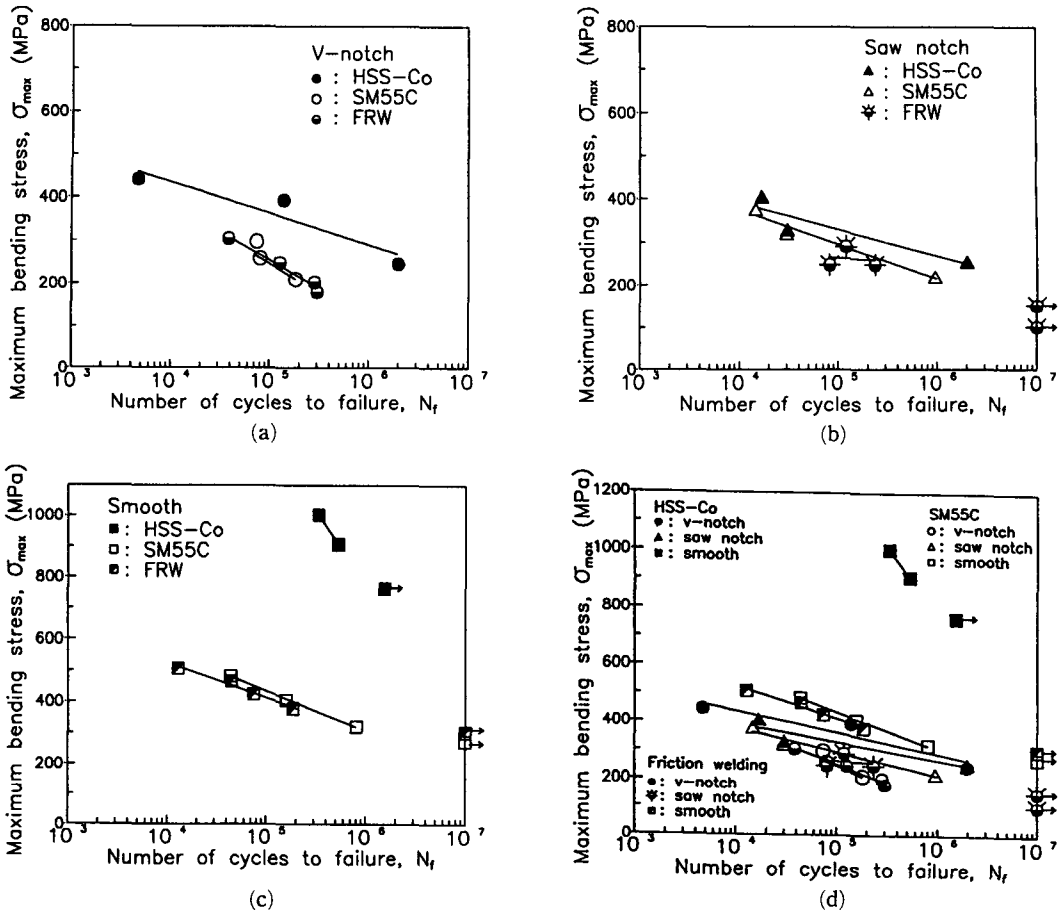 800
600
400
200
0
Maximum bending stress, σmax (MPa)
V-notch
● : HSS-Co
○ : SM55C
◒ : FRW
10³ 10⁴ 10⁵ 10⁶ 10⁷
Number of cycles to failure, Nf
(a)
800
600
400
200
0
Maximum bending stress, σmax (MPa)
Saw notch
▲ : HSS-Co
△ : SM55C
: FRW
10³ 10⁴ 10⁵ 10⁶ 10⁷
Number of cycles to failure, Nf
(b)
1000
800
600
500
400
200
0
Maximum bending stress, σmax (MPa)
Smooth
■ : HSS-Co
□ : SM55C
◪ : FRW
10³ 10⁴ 10⁵ 10⁶ 10⁷
Number of cycles to failure, Nf
(c)
1200
1000
800
600
400
200
0
Maximum bending stress, σmax (MPa)
HSS-Co
● : v-notch
▲ : saw notch
■ : smooth
SM55C
○ : v-notch
△ : saw notch
□ : smooth
Friction welding
: v-notch
: saw notch
: smooth
10³ 10⁴ 10⁵ 10⁶ 10⁷
Number of cycles to failure, Nf
(d)